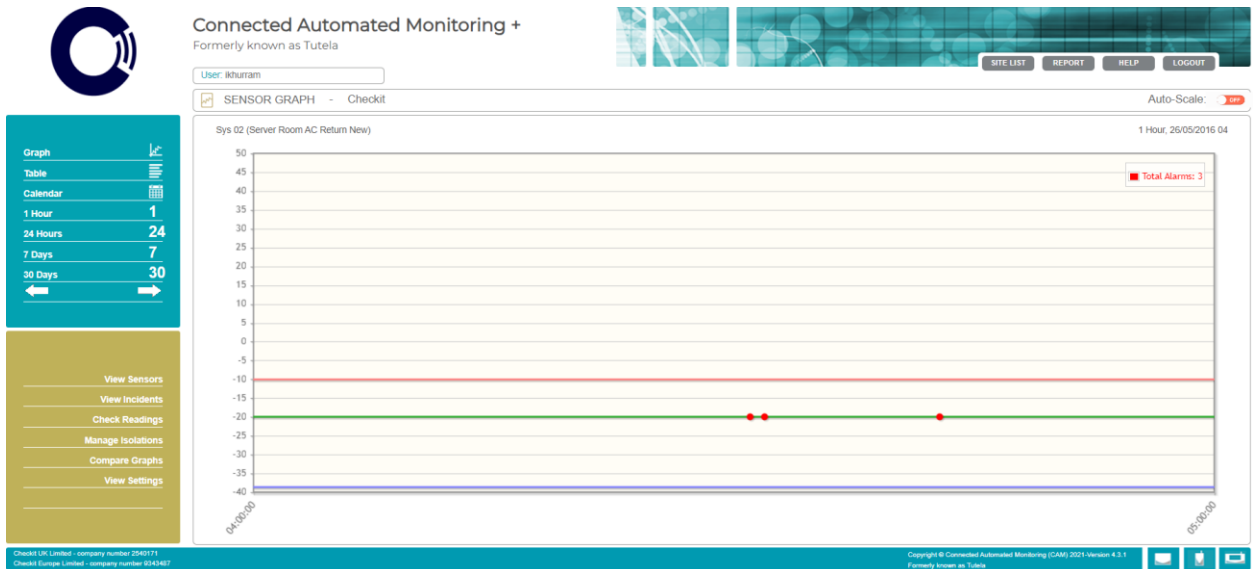 Connected Automated Monitoring +
Formerly known as Tutela
User: ikhurram
SITE LIST REPORT HELP LOGOUT
SENSOR GRAPH - Checkit
Auto-Scale: OFF
Graph
Table
Calendar
1 Hour 1
24 Hours 24
7 Days 7
30 Days 30
View Sensors
View Incidents
Check Readings
Manage Isolations
Compare Graphs
View Settings
Sys 02 (Server Room AC Return New)
1 Hour, 26/05/2016 04
Total Alarms: 3
50
45
40
35
30
25
20
15
10
5
0
-5
-10
-15
-20
-25
-30
-35
-40
04:00:00
05:00:00
Checkit UK Limited - company number 2540171
Checkit Europe Limited - company number 9343487
Copyright © Connected Automated Monitoring (CAM) 2021-Version 4.3.1
Formerly known as Tutela